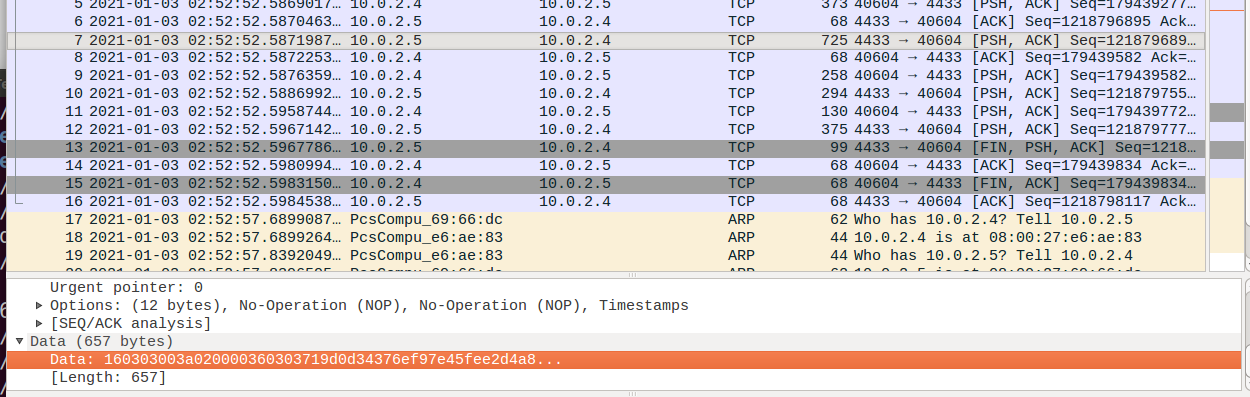 5 2021-01-03 02:52:52.5869017… 10.0.2.4 10.0.2.5 TCP 373 40604 → 4433 [PSH, ACK] Seq=179439277…
6 2021-01-03 02:52:52.5870463… 10.0.2.5 10.0.2.4 TCP 68 4433 → 40604 [ACK] Seq=1218796895 Ack…
7 2021-01-03 02:52:52.5871987… 10.0.2.5 10.0.2.4 TCP 725 4433 → 40604 [PSH, ACK] Seq=121879689…
8 2021-01-03 02:52:52.5872253… 10.0.2.4 10.0.2.5 TCP 68 40604 → 4433 [ACK] Seq=179439582 Ack=…
9 2021-01-03 02:52:52.5876359… 10.0.2.4 10.0.2.5 TCP 258 40604 → 4433 [PSH, ACK] Seq=179439582…
10 2021-01-03 02:52:52.5886992… 10.0.2.5 10.0.2.4 TCP 294 4433 → 40604 [PSH, ACK] Seq=121879755…
11 2021-01-03 02:52:52.5958744… 10.0.2.4 10.0.2.5 TCP 130 40604 → 4433 [PSH, ACK] Seq=179439772…
12 2021-01-03 02:52:52.5967142… 10.0.2.5 10.0.2.4 TCP 375 4433 → 40604 [PSH, ACK] Seq=121879777…
13 2021-01-03 02:52:52.5967786… 10.0.2.5 10.0.2.4 TCP 99 4433 → 40604 [FIN, PSH, ACK] Seq=1218…
14 2021-01-03 02:52:52.5980994… 10.0.2.4 10.0.2.5 TCP 68 40604 → 4433 [ACK] Seq=179439834 Ack=…
15 2021-01-03 02:52:52.5983150… 10.0.2.4 10.0.2.5 TCP 68 40604 → 4433 [FIN, ACK] Seq=179439834…
16 2021-01-03 02:52:52.5984538… 10.0.2.5 10.0.2.4 TCP 68 4433 → 40604 [ACK] Seq=1218798117 Ack…
17 2021-01-03 02:52:57.6899087… PcsCompu_69:66:dc ARP 62 Who has 10.0.2.4? Tell 10.0.2.5
18 2021-01-03 02:52:57.6899264… PcsCompu_e6:ae:83 ARP 44 10.0.2.4 is at 08:00:27:e6:ae:83
19 2021-01-03 02:52:57.8392049… PcsCompu_e6:ae:83 ARP 44 Who has 10.0.2.5? Tell 10.0.2.4
Urgent pointer: 0
Options: (12 bytes), No-Operation (NOP), No-Operation (NOP), Timestamps
[SEQ/ACK analysis]
Data (657 bytes)
Data: 160303003a020000360303719d0d34376ef97e45fee2d4a8...
[Length: 657]